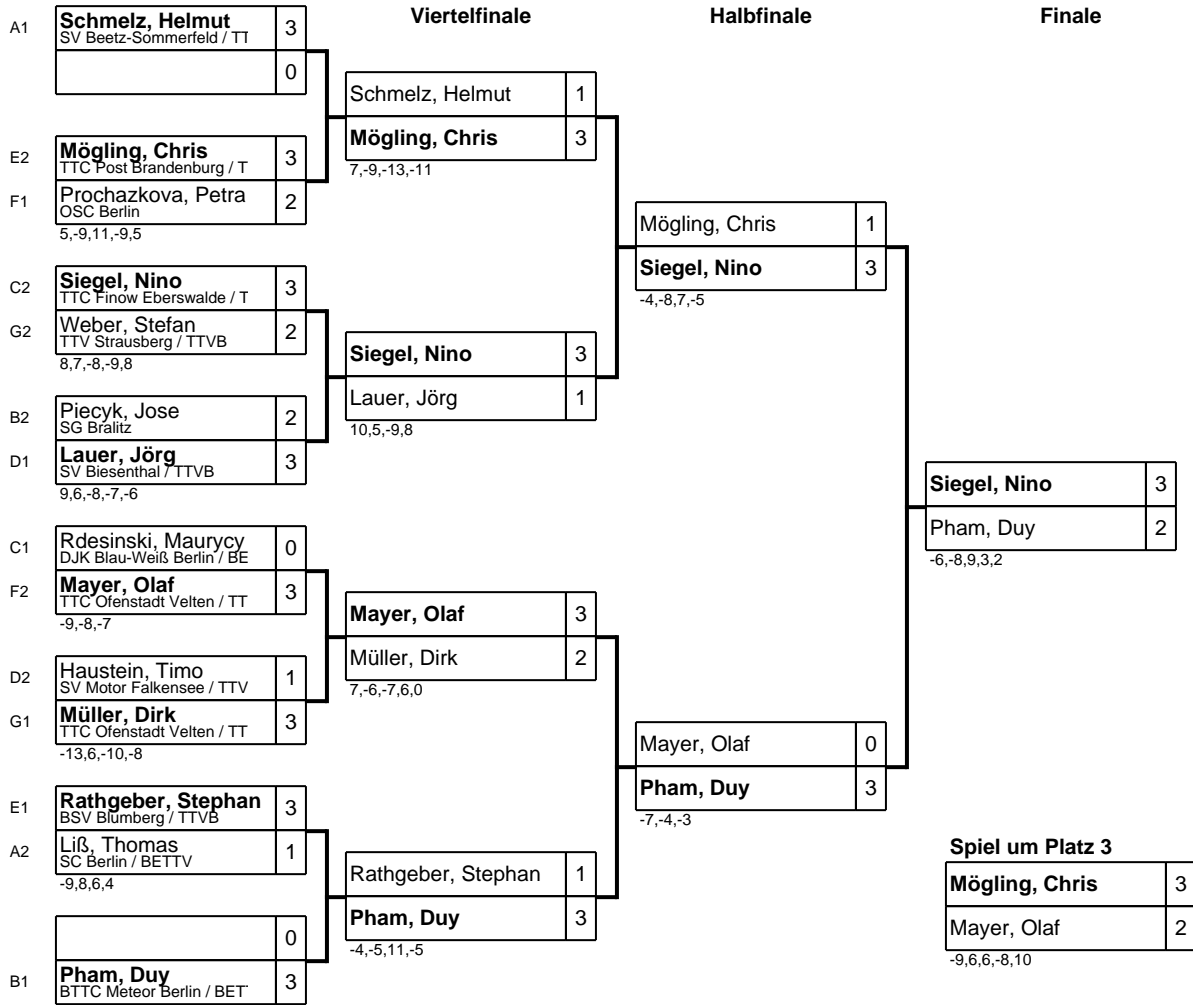 Viertelfinale
Halbfinale
Finale
A1 Schmelz, Helmut 3
SV Beetz-Sommerfeld / TT
0
E2 Mögling, Chris 3
TTC Post Brandenburg / T
F1 Prochazkova, Petra 2
OSC Berlin
5,-9,11,-9,5
C2 Siegel, Nino 3
TTC Finow Eberswalde / T
G2 Weber, Stefan 2
TTV Strausberg / TTVB
8,7,-8,-9,8
B2 Piecyk, Jose 2
SG Bralitz
D1 Lauer, Jörg 3
SV Biesenthal / TTVB
9,6,-8,-7,-6
C1 Rdesinski, Maurycy 0
DJK Blau-Weiß Berlin / BE
F2 Mayer, Olaf 3
TTC Ofenstadt Velten / TT
-9,-8,-7
D2 Haustein, Timo 1
SV Motor Falkensee / TTV
G1 Müller, Dirk 3
TTC Ofenstadt Velten / TT
-13,6,-10,-8
E1 Rathgeber, Stephan 3
BSV Blumberg / TTVB
A2 Liß, Thomas 1
SC Berlin / BETTV
-9,8,6,4
0
B1 Pham, Duy 3
BTTC Meteor Berlin / BET
Schmelz, Helmut 1
Mögling, Chris 3
7,-9,-13,-11
Siegel, Nino 3
Lauer, Jörg 1
10,5,-9,8
Mayer, Olaf 3
Müller, Dirk 2
7,-6,-7,6,0
Rathgeber, Stephan 1
Pham, Duy 3
-4,-5,11,-5
Mögling, Chris 1
Siegel, Nino 3
-4,-8,7,-5
Mayer, Olaf 0
Pham, Duy 3
-7,-4,-3
Siegel, Nino 3
Pham, Duy 2
-6,-8,9,3,2
Spiel um Platz 3
Mögling, Chris 3
Mayer, Olaf 2
-9,6,6,-8,10